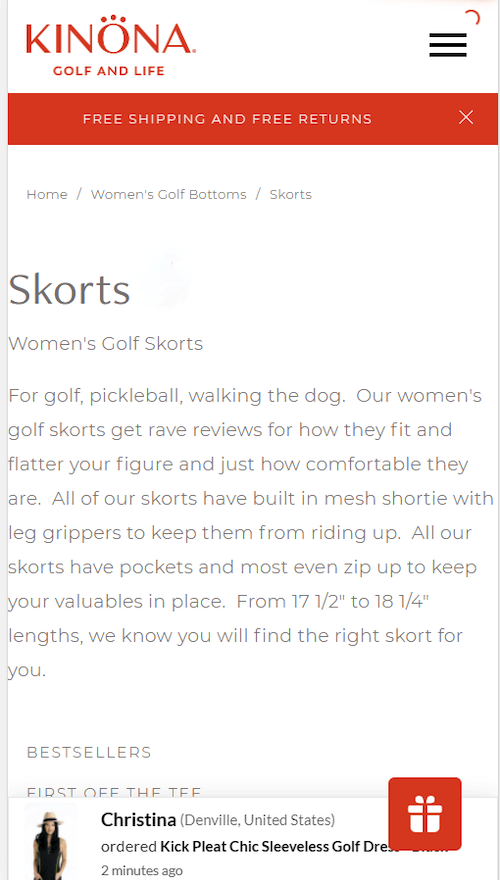 KINÖNA
GOLF AND LIFE
FREE SHIPPING AND FREE RETURNS
Home / Women's Golf Bottoms / Skorts
Skorts
Women's Golf Skorts
For golf, pickleball, walking the dog.  Our women's
golf skorts get rave reviews for how they fit and
flatter your figure and just how comfortable they
are.  All of our skorts have built in mesh shortie with
leg grippers to keep them from riding up.  All our
skorts have pockets and most even zip up to keep
your valuables in place.  From 17 1/2" to 18 1/4"
lengths, we know you will find the right skort for
you.
BESTSELLERS
FIRST OFF THE TEE
Christina (Denville, United States)
ordered Kick Pleat Chic Sleeveless Golf Dress
2 minutes ago